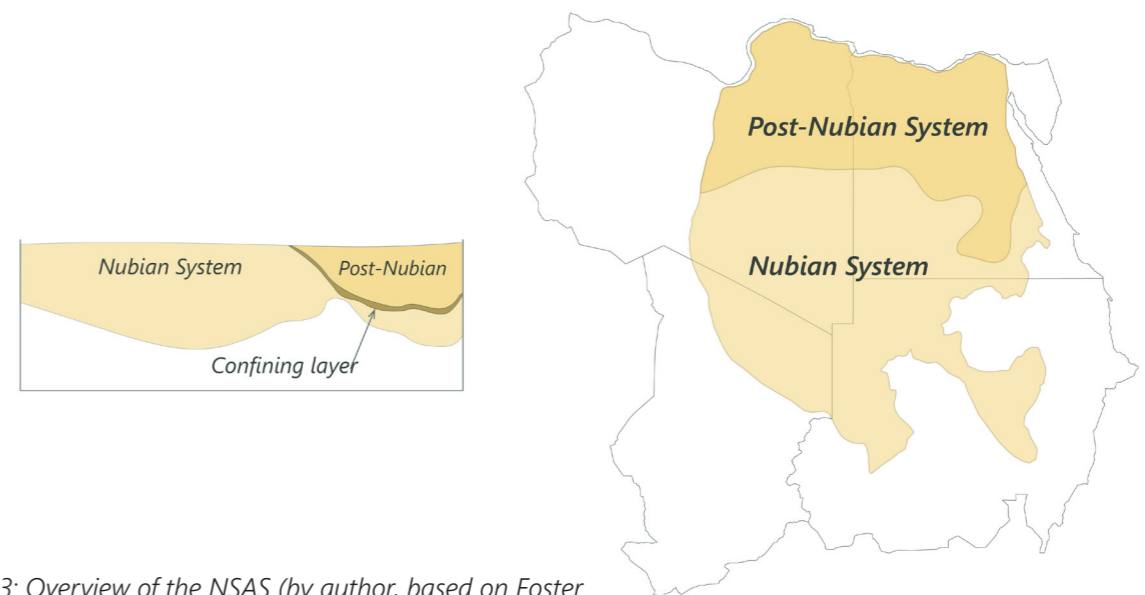 Post-Nubian System
Nubian System
Nubian System
Post-Nubian
Confining layer
3: Overview of the NSAS (by author, based on Foster